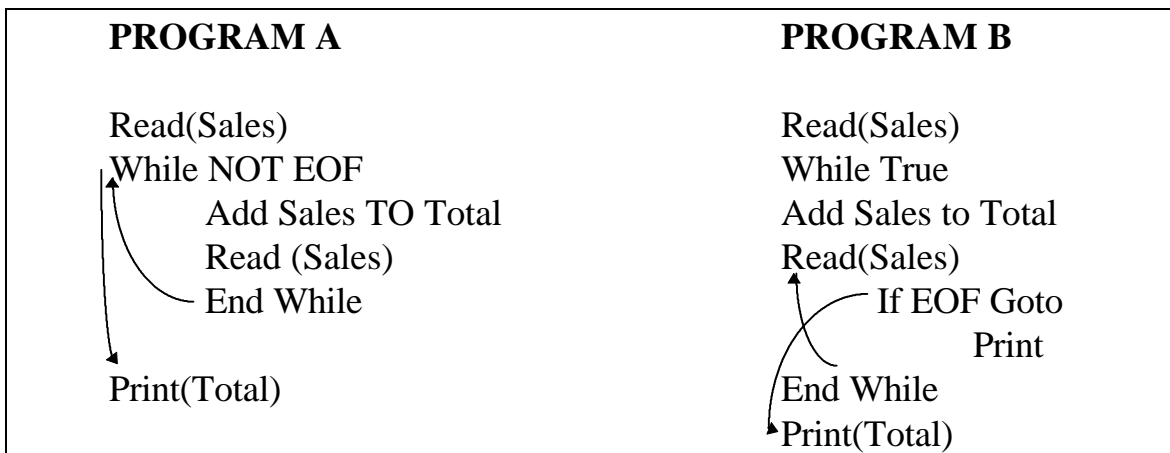 PROGRAM A
Read(Sales)
While NOT EOF
Add Sales TO Total
Read (Sales)
End While
Print(Total)
PROGRAM B
Read(Sales)
While True
Add Sales to Total
Read(Sales)
If EOF Goto
Print
End While
Print(Total)